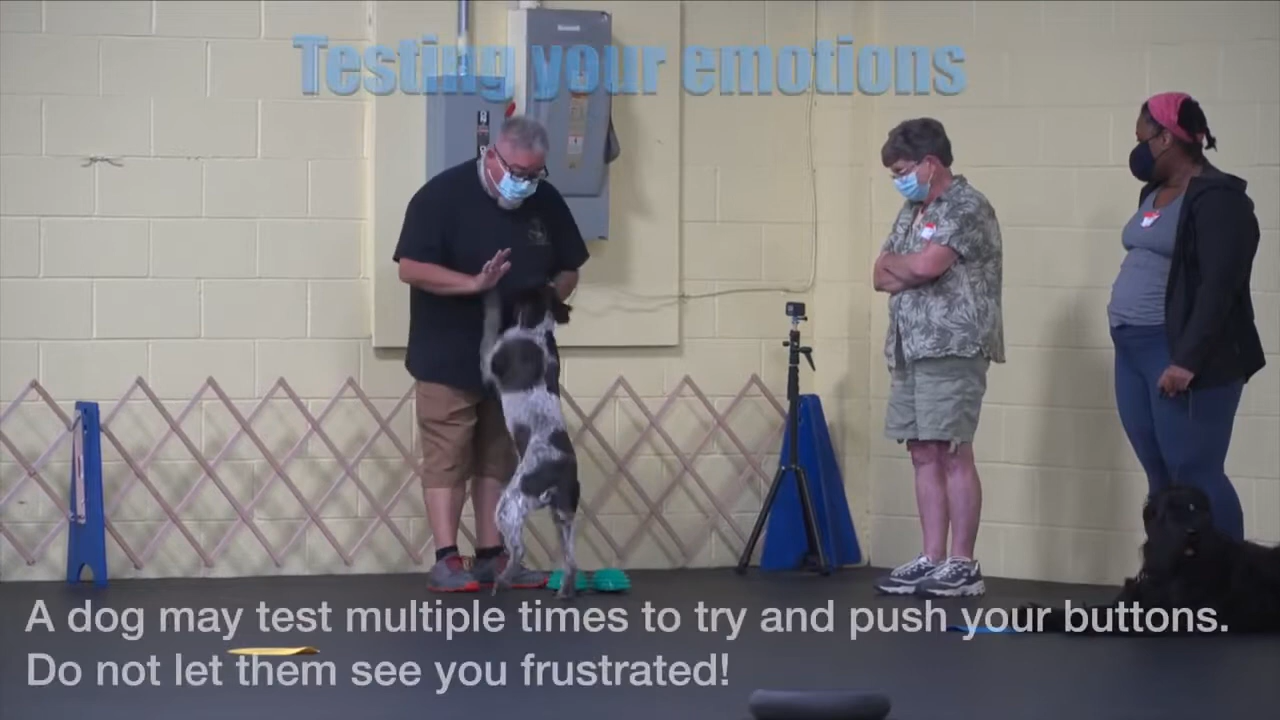 Testing your emotions
A dog may test multiple times to try and push your buttons.
Do not let them see you frustrated!